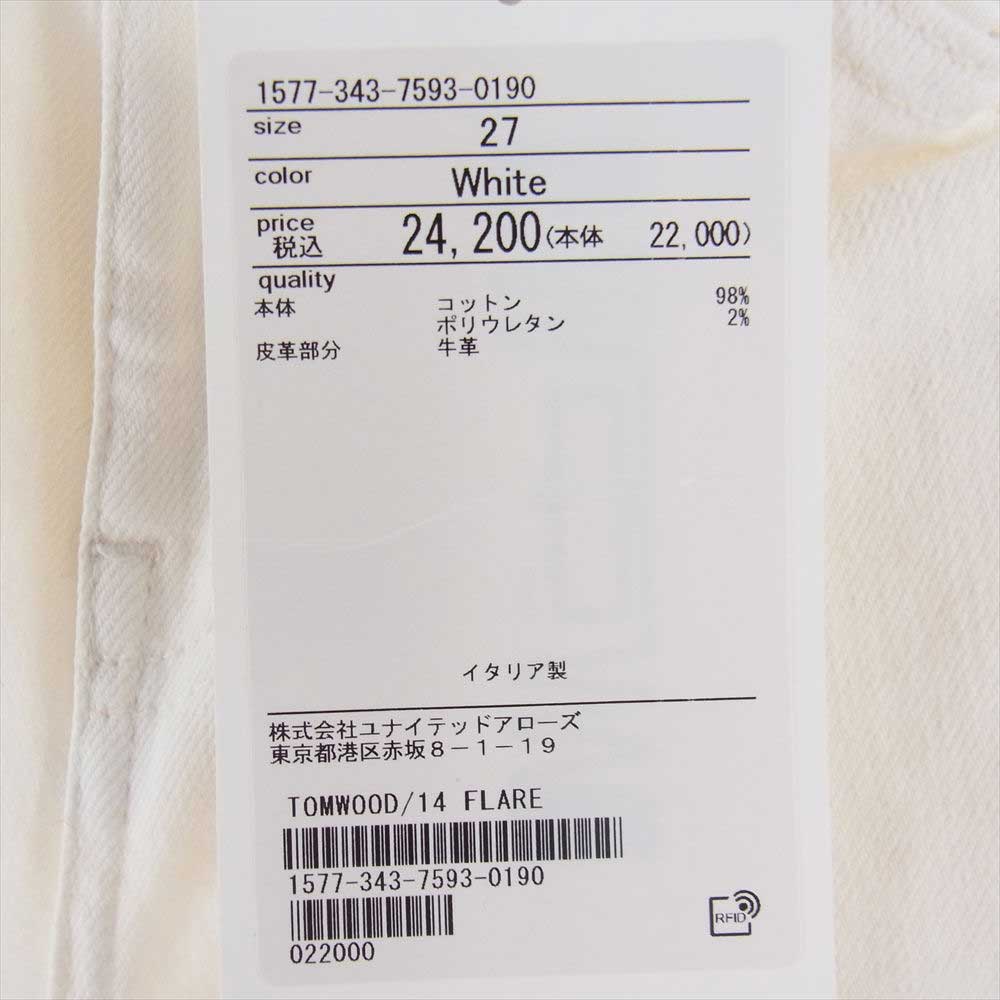 1577-343-7593-0190
size 27
color White
price
税込 24,200(本体 22,000)
quality
本体 コットン 98%
ポリウレタン 2%
皮革部分 牛革
イタリア製
株式会社ユナイテッドアローズ
東京都港区赤坂8-1-19
TOMWOOD/14 FLARE
1577-343-7593-0190
022000
RFID